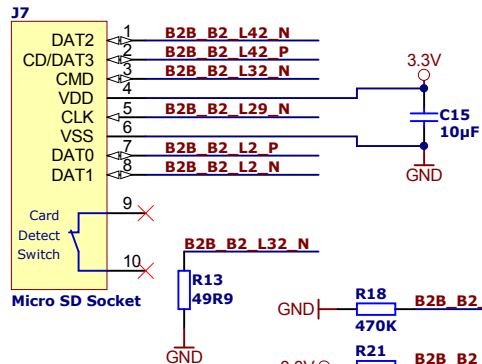 J7
DAT2 1 B2B_B2_L42_N
CD/DAT3 2 B2B_B2_L42_P
CMD 3 B2B_B2_L32_N
VDD 4
CLK 5 B2B_B2_L29_N
VSS 6
DAT0 7 B2B_B2_L2_P
DAT1 8 B2B_B2_L2_N
3.3V
C15
10µF
GND
9
Card
Detect
Switch
10
Micro SD Socket
B2B_B2_L32_N
R13
49R9
GND
GND
R18
470K
B2B_B2_
R21
B2B_B2